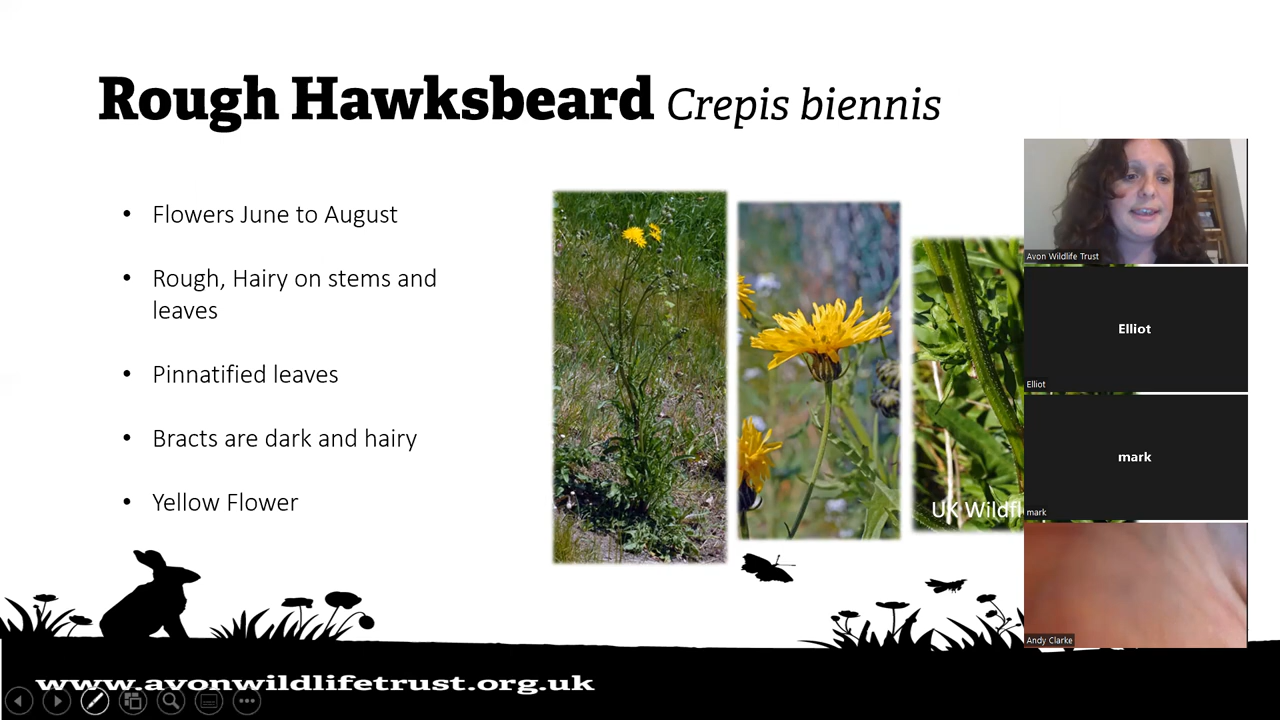 Rough Hawksbeard Crepis biennis
• Flowers June to August
• Rough, Hairy on stems and
leaves
• Pinnatified leaves
• Bracts are dark and hairy
• Yellow Flower
UK Wildfl
Avon Wildlife Trust
Elliot
Elliot
mark
mark
Andy Clarke
www.avonwildlifetrust.org.uk